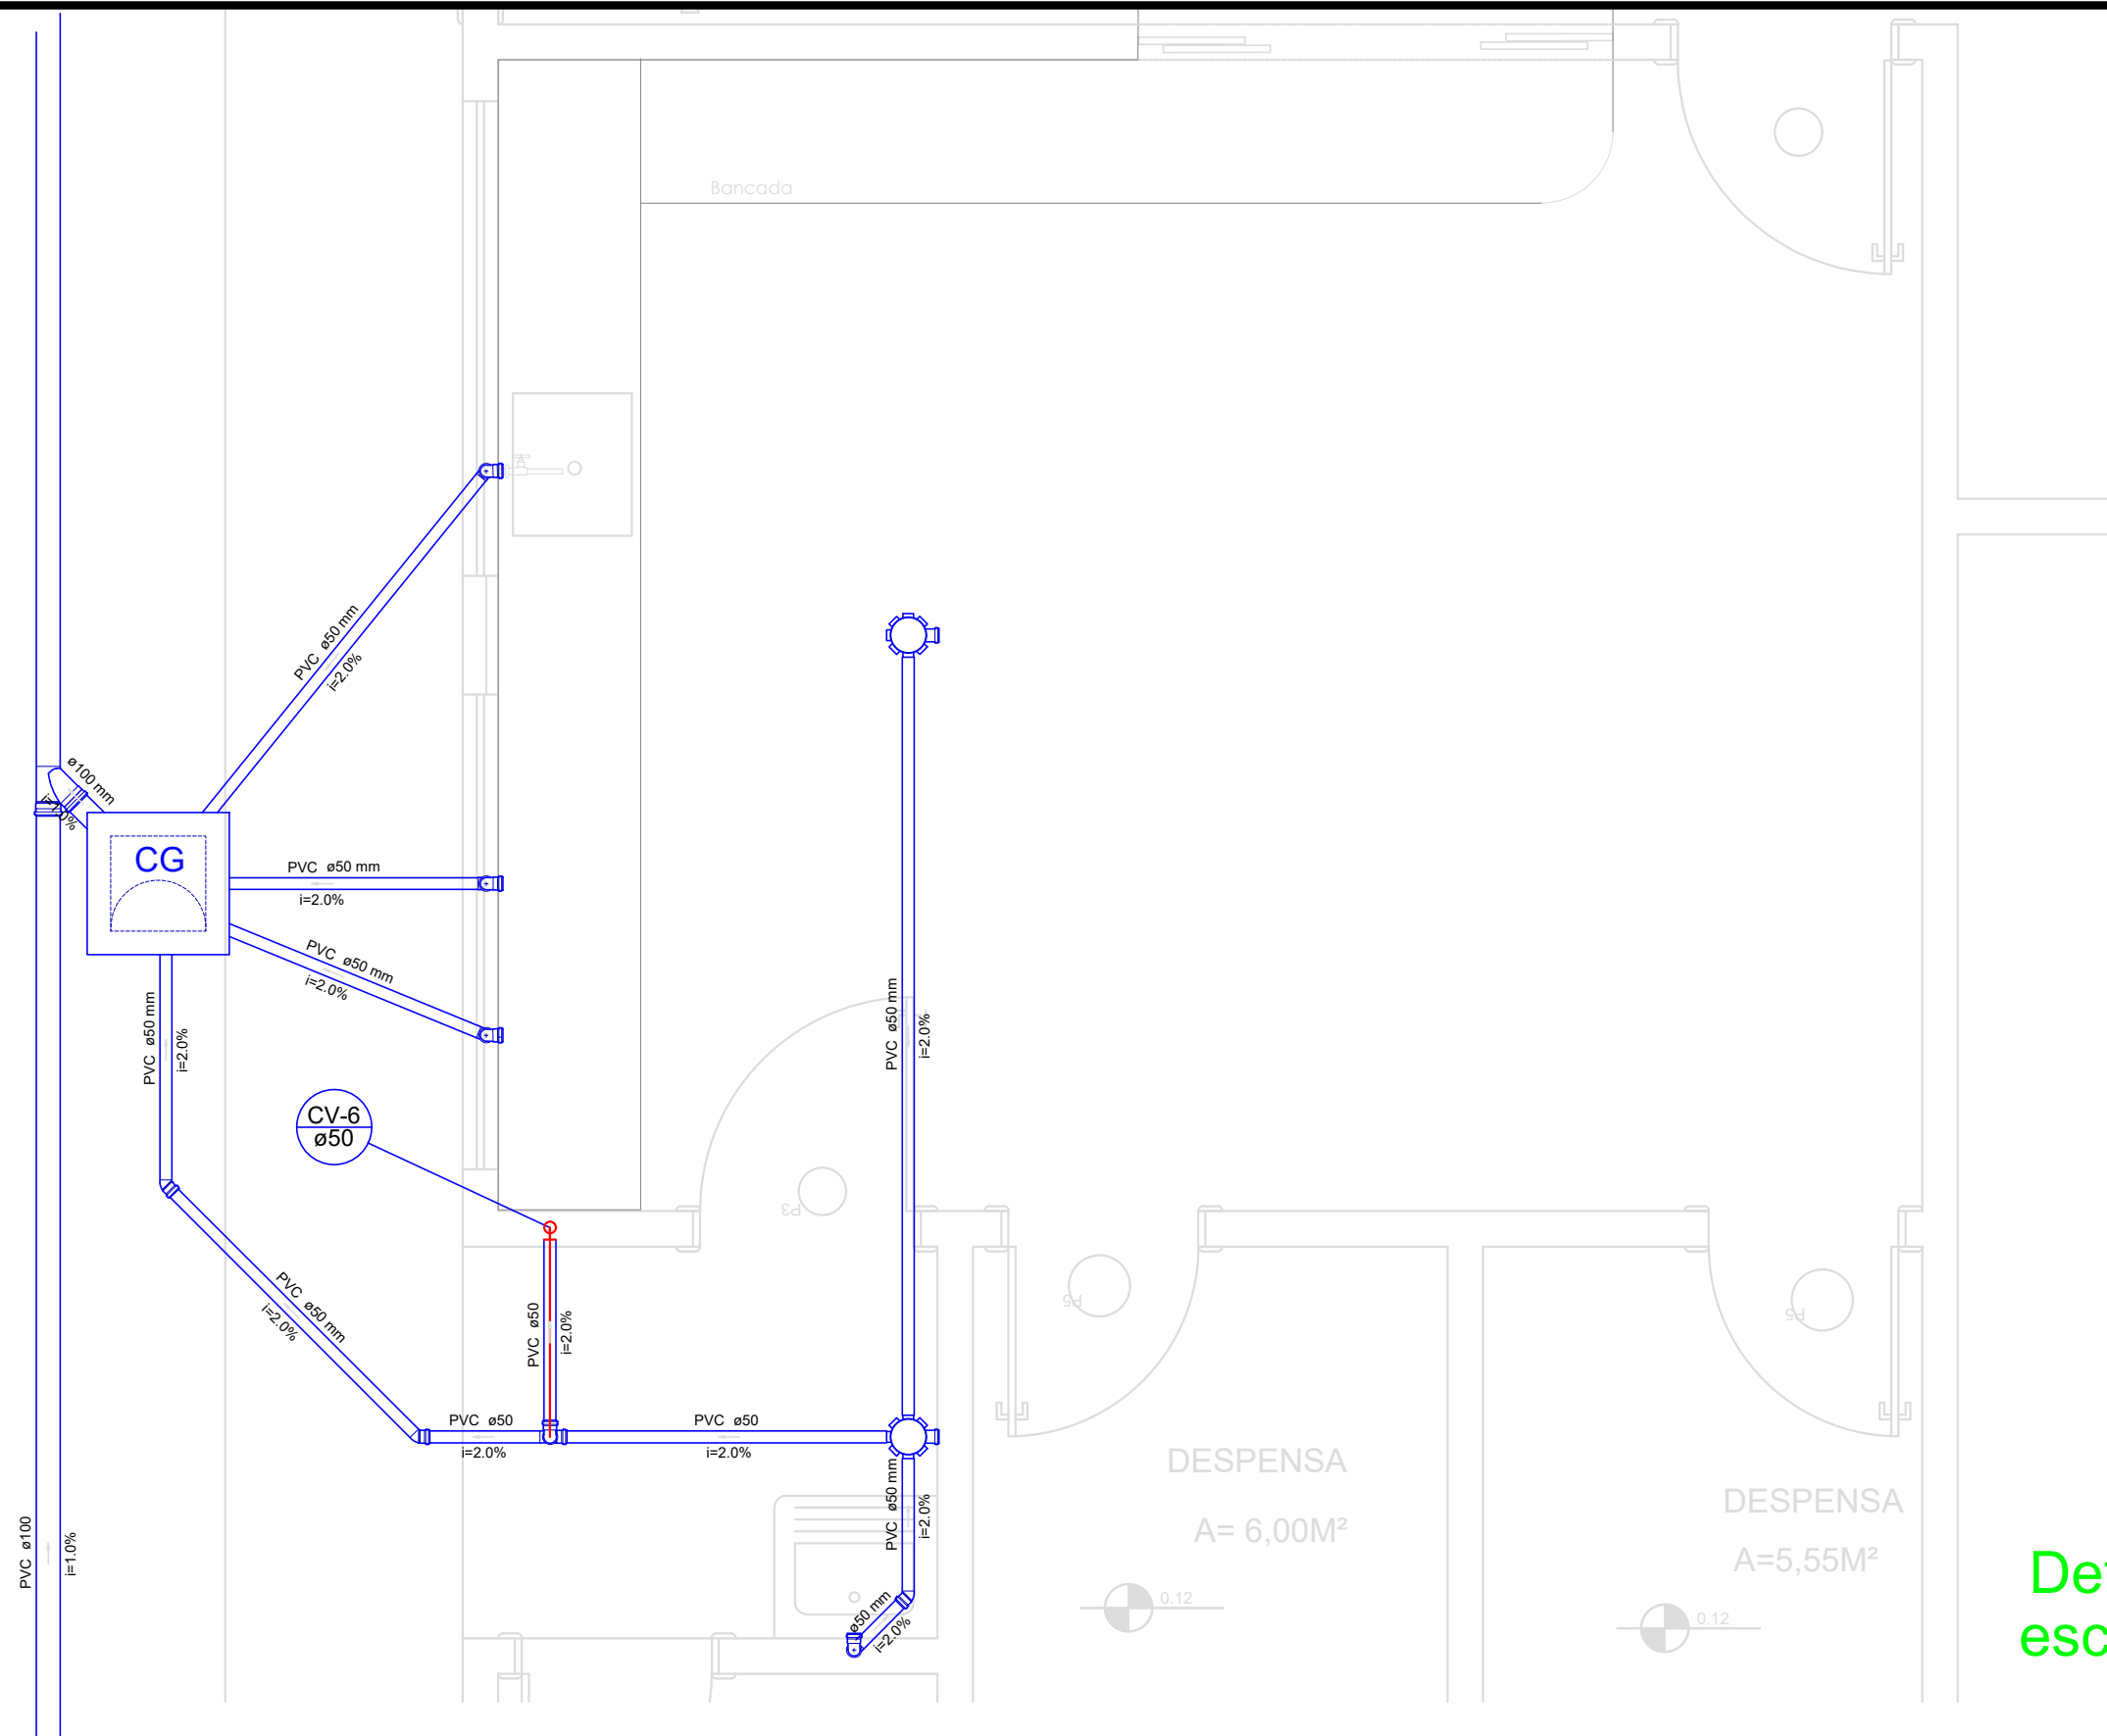 Bancada
PVC ø50 mm
i=2.0%
ø100 mm
i=1.0%
CG
PVC ø50 mm
i=2.0%
PVC ø50 mm
i=2.0%
PVC ø50 mm
i=2.0%
PVC ø50 mm
i=2.0%
CV-6
ø50
P3
P5
P5
PVC ø50 mm
i=2.0%
PVC ø50
i=2.0%
PVC ø50
i=2.0%
PVC ø50
i=2.0%
PVC ø50 mm
i=2.0%
ø50 mm
i=2.0%
PVC ø100
i=1.0%
DESPENSA
A= 6,00M²
0.12
DESPENSA
A=5,55M²
0.12